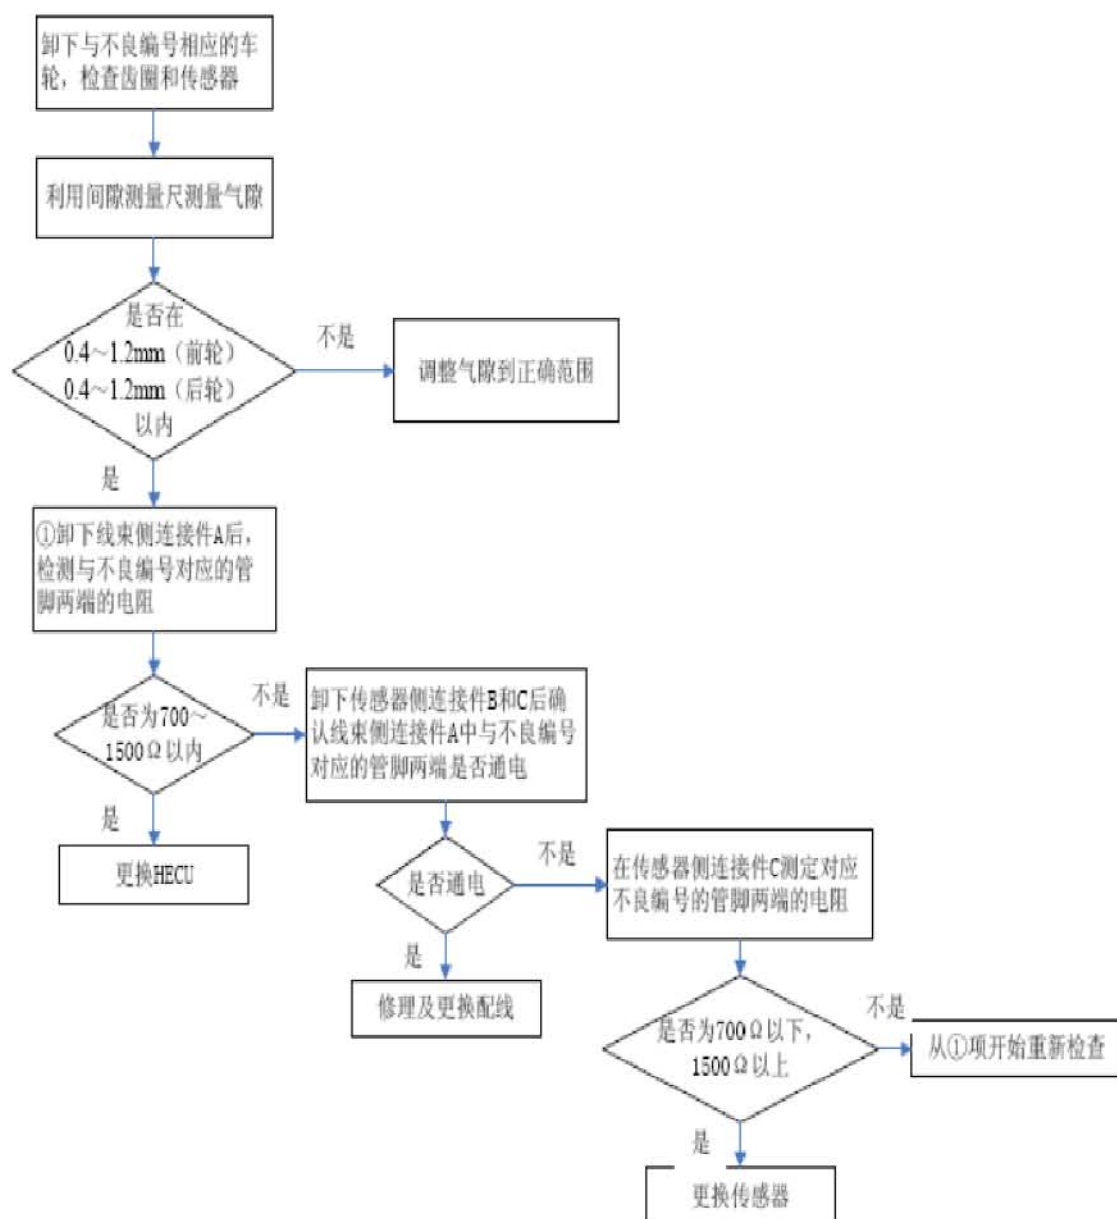 卸下与不良编号相应的车
轮，检查齿圈和传感器
利用间隙测量尺测量气隙
是否在
0.4～1.2mm（前轮）
0.4～1.2mm（后轮）
以内
不是
调整气隙到正确范围
是
①卸下线束侧连接件A后，
检测与不良编号对应的管
脚两端的电阻
是否为700～
1500Ω以内
不是
卸下传感器侧连接件B和C后确
认线束侧连接件A中与不良编号
对应的管脚两端是否通电
是
更换HECU
是否通电
不是
在传感器侧连接件C测定对应
不良编号的管脚两端的电阻
是
修理及更换配线
是否为700Ω以下，
1500Ω以上
不是
从①项开始重新检查
是
更换传感器